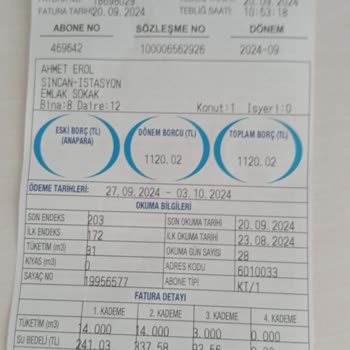 FATURA TARİHİ 20.09.2024 TEBLİĞ SAATİ: 10:53:18
ABONE NO SÖZLEŞME NO DÖNEM
469642 100006562926 2024-09
AHMET EROL
SINCAN-ISTASYON
EMLAK SOKAK
Bina:8 Daire:12 Konut:1 Isyeri:0
ESKİ BORÇ (TL) DÖNEM BORCU (TL) TOPLAM BORÇ (TL)
(ANAPARA)
1120.02 1120.02
ÖDEME TARİHLERİ: 27.09.2024 - 03.10.2024
OKUMA BİLGİLERİ
SON ENDEKS 203 SON OKUMA TARİHİ 20.09.2024
İLK ENDEKS 172 İLK OKUMA TARİHİ 23.08.2024
TÜKETİM (m3) 31 OKUMA GÜN SAYISI 28
KIYAS (m3) 0 ADRES KODU 6010033
SAYAÇ NO 19956577 ABONE TİPİ KT/1
FATURA DETAYI
1. KADEME 2. KADEME 3. KADEME 4. KADEME
TÜKETİM (m3) 14.000 14.000 3.000 0.000
SU BEDELİ (TL) 241.03 337.58